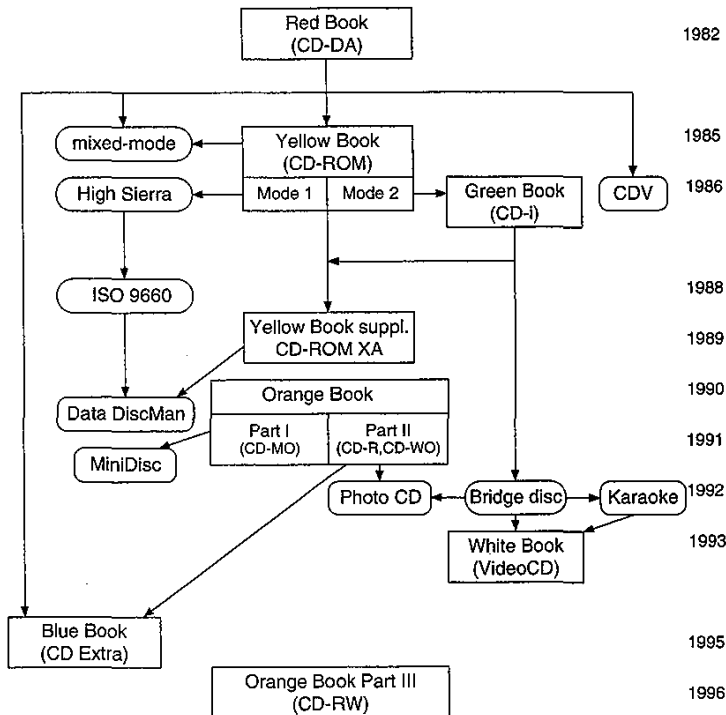 Red Book
(CD-DA)
1982
mixed-mode
Yellow Book
(CD-ROM)
1985
High Sierra
Mode 1
Mode 2
Green Book
(CD-i)
CDV
1986
ISO 9660
1988
Yellow Book suppl.
CD-ROM XA
1989
Orange Book
1990
Data DiscMan
Part I
(CD-MO)
Part II
(CD-R,CD-WO)
1991
MiniDisc
Photo CD
Bridge disc
Karaoke
1992
White Book
(VideoCD)
1993
Blue Book
(CD Extra)
1995
Orange Book Part III
(CD-RW)
1996